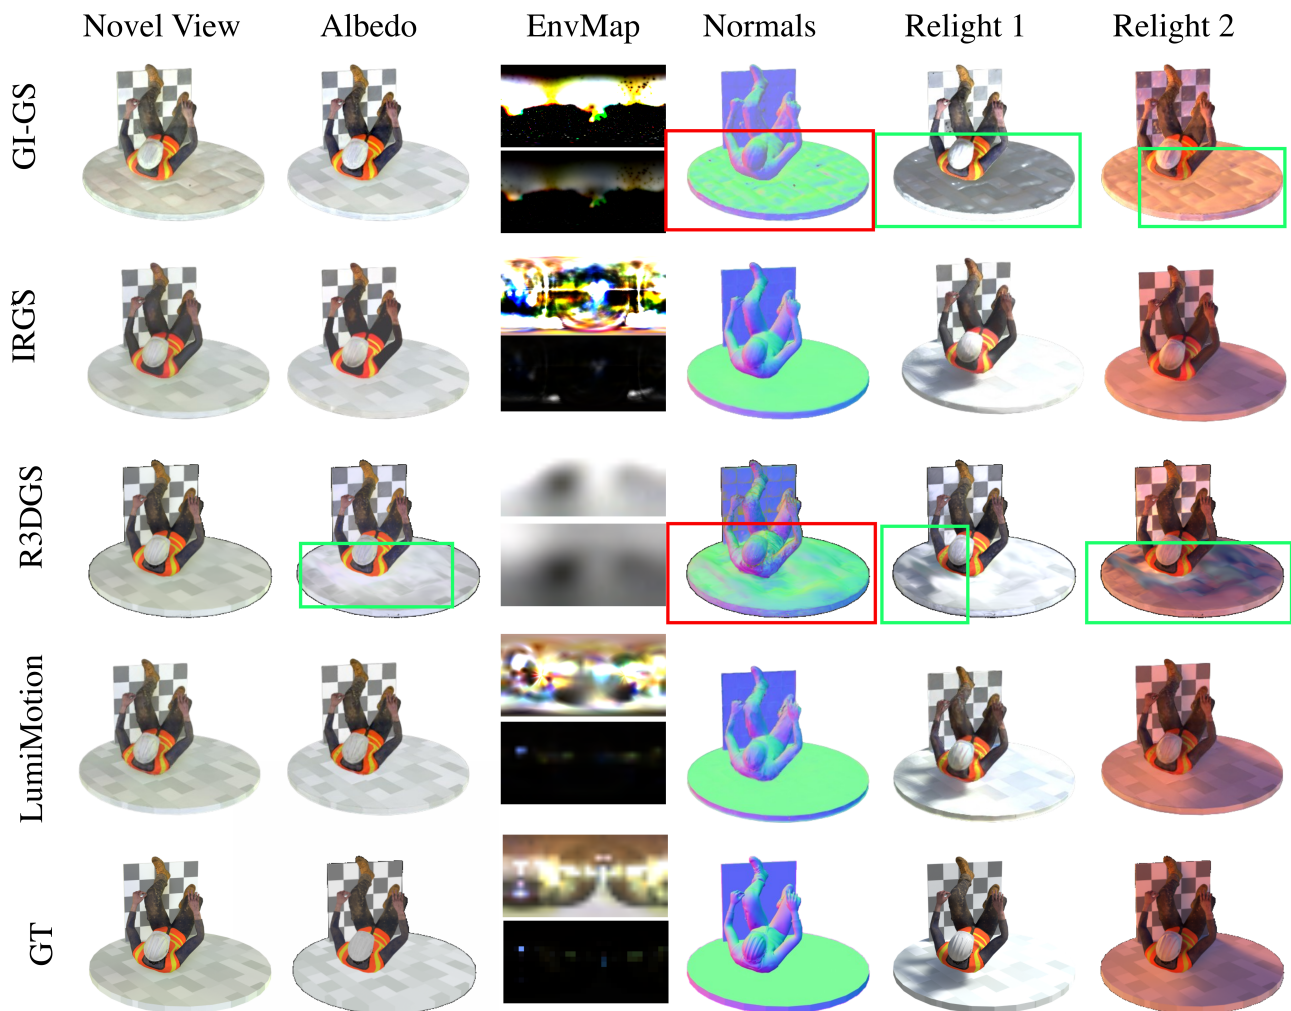 Novel View Albedo EnvMap Normals Relight 1 Relight 2
GI-GS
IRGS
R3DGS
LumiMotion
GT